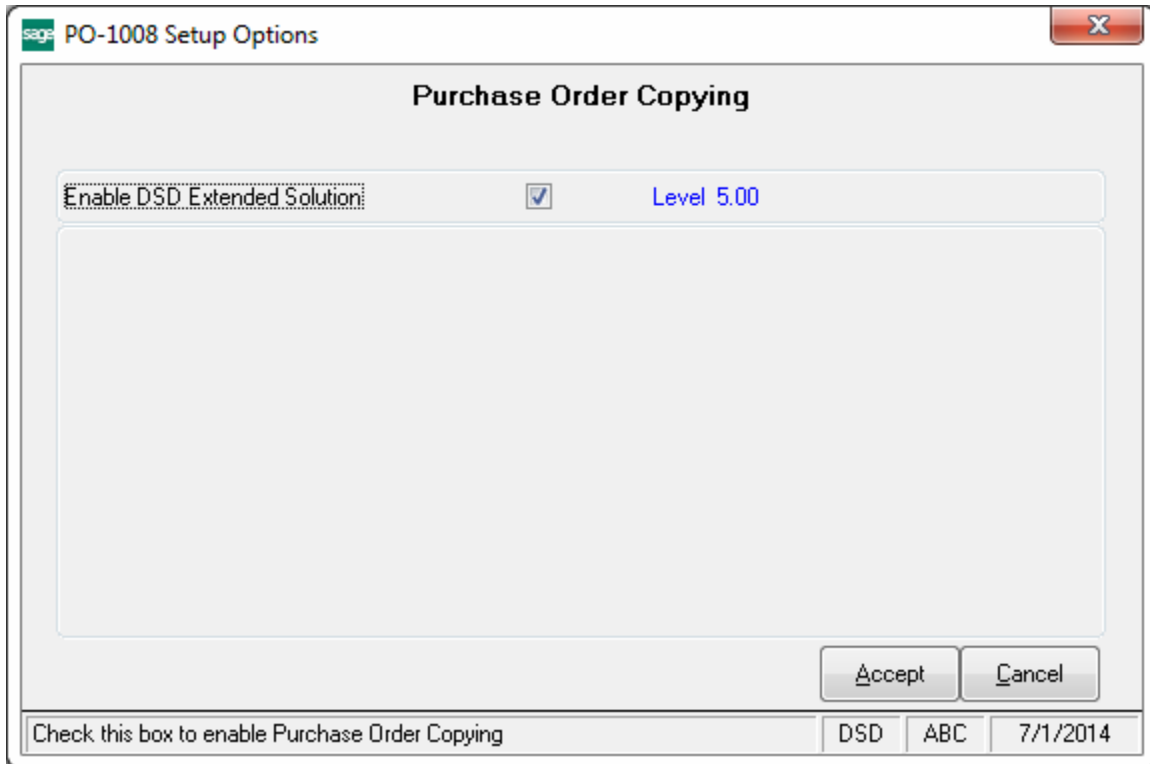 sage PO-1008 Setup Options
Purchase Order Copying
Enable DSD Extended Solution Level 5.00
Accept Cancel
Check this box to enable Purchase Order Copying DSD ABC 7/1/2014